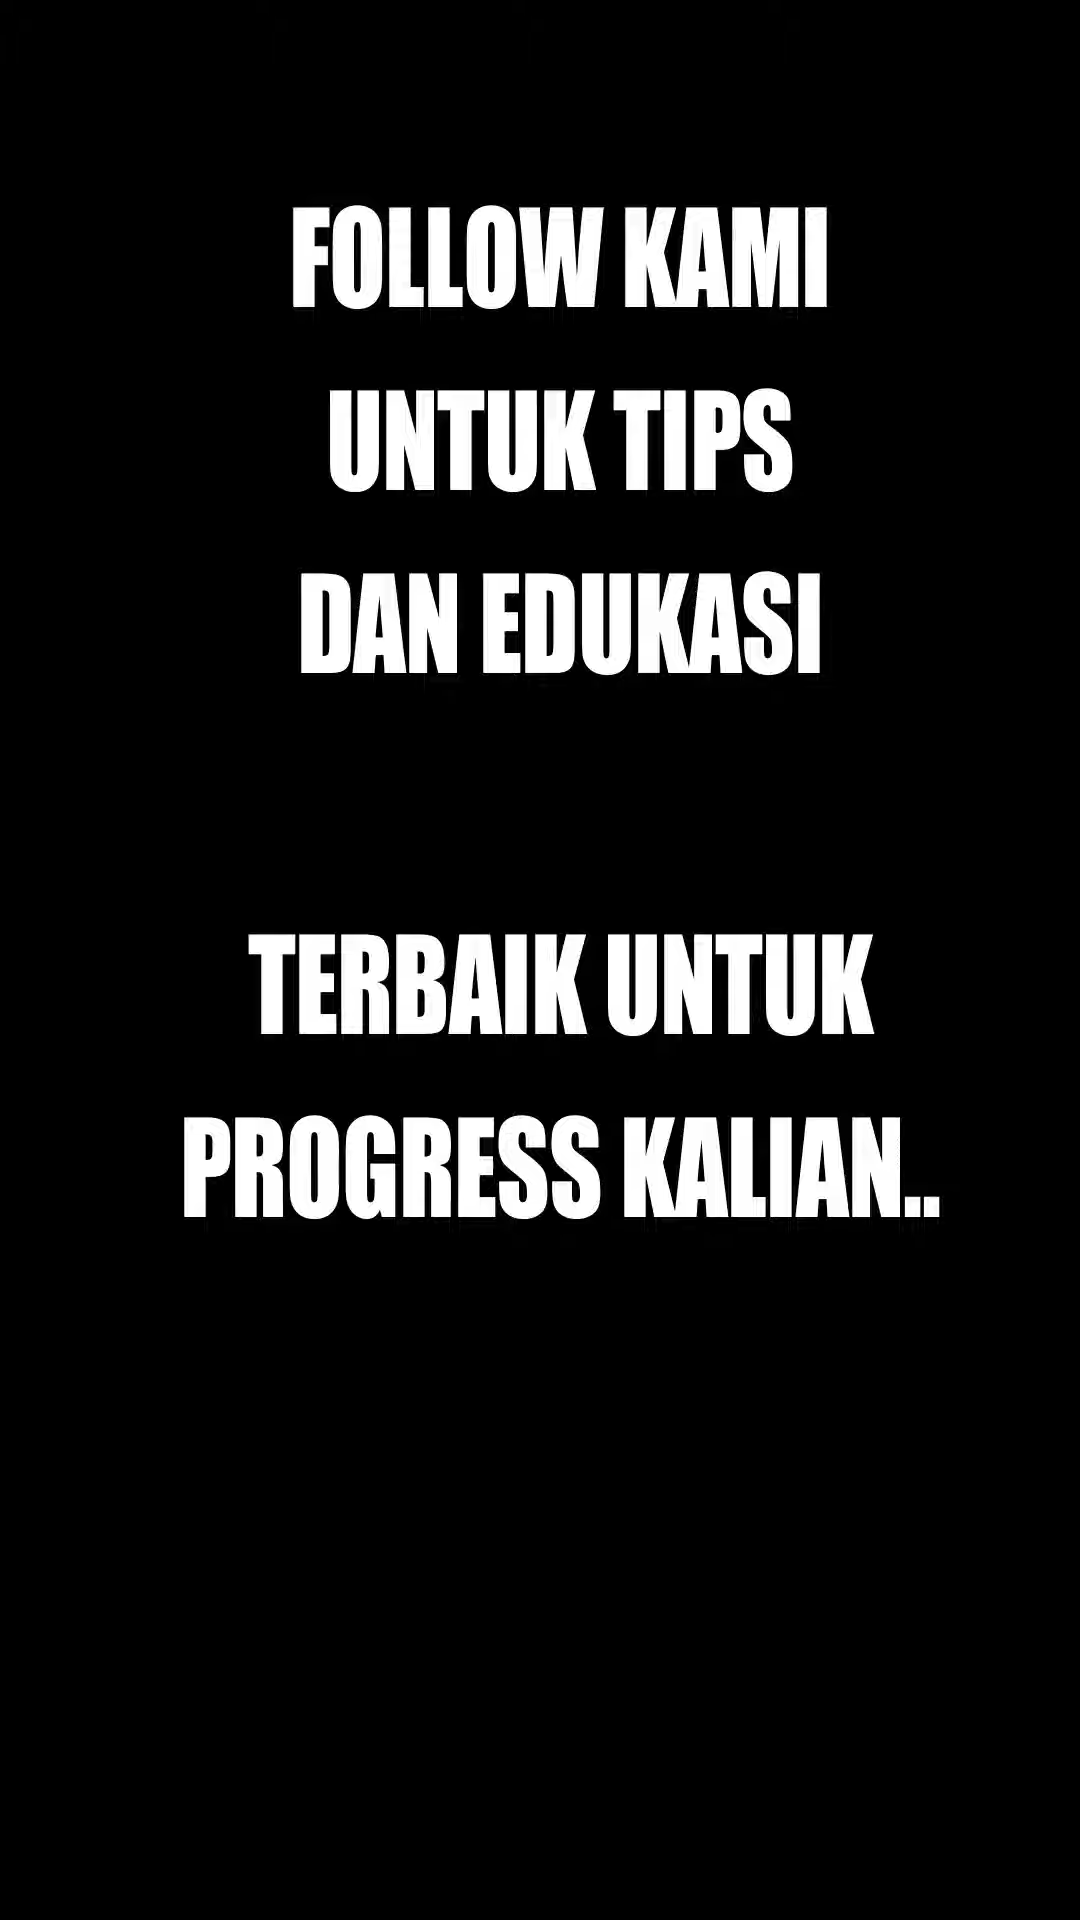 FOLLOW KAMI
UNTUK TIPS
DAN EDUKASI
TERBAIK UNTUK
PROGRESS KALIAN..